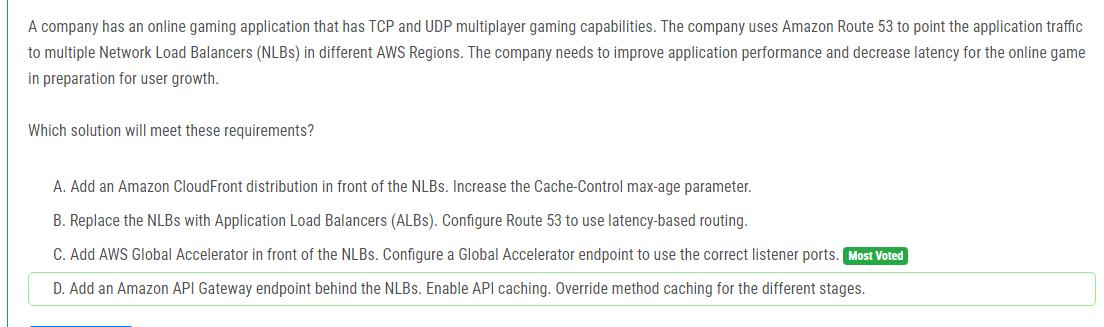 A company has an online gaming application that has TCP and UDP multiplayer gaming capabilities. The company uses Amazon Route 53 to point the application traffic
to multiple Network Load Balancers (NLBs) in different AWS Regions. The company needs to improve application performance and decrease latency for the online game
in preparation for user growth.
Which solution will meet these requirements?
A. Add an Amazon CloudFront distribution in front of the NLBs. Increase the Cache-Control max-age parameter.
B. Replace the NLBs with Application Load Balancers (ALBs). Configure Route 53 to use latency-based routing.
C. Add AWS Global Accelerator in front of the NLBs. Configure a Global Accelerator endpoint to use the correct listener ports. Most Voted
D. Add an Amazon API Gateway endpoint behind the NLBs. Enable API caching. Override method caching for the different stages.